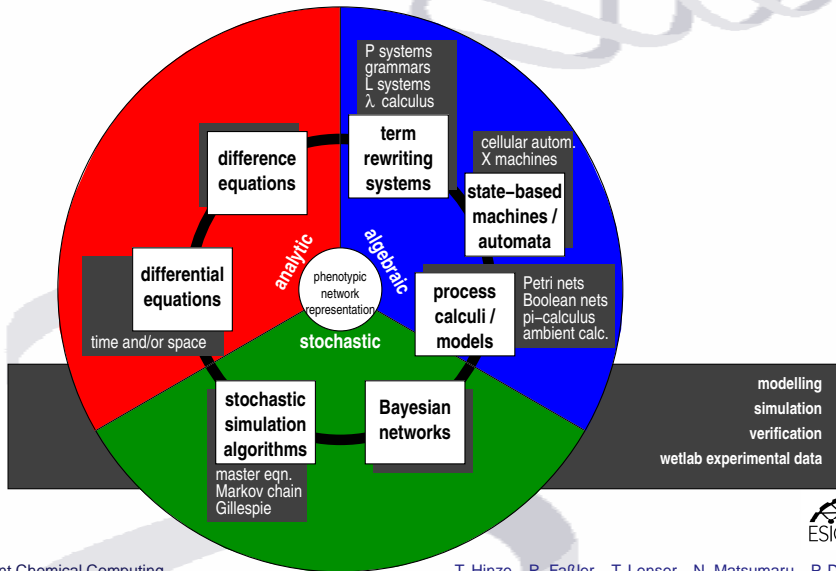 P systems
grammars
L systems
λ calculus
term
rewriting
systems
cellular autom.
X machines
state−based
machines /
automata
difference
equations
differential
equations
time and/or space
analytic
algebraic
phenotypic
network
representation
stochastic
process
calculi /
models
Petri nets
Boolean nets
pi−calculus
ambient calc.
stochastic
simulation
algorithms
master eqn.
Markov chain
Gillespie
Bayesian
networks
modelling
simulation
verification
wetlab experimental data
Chemical Computing
T. Hinze, R. Faßler, T. Lenser, N. Matsumaru, P.